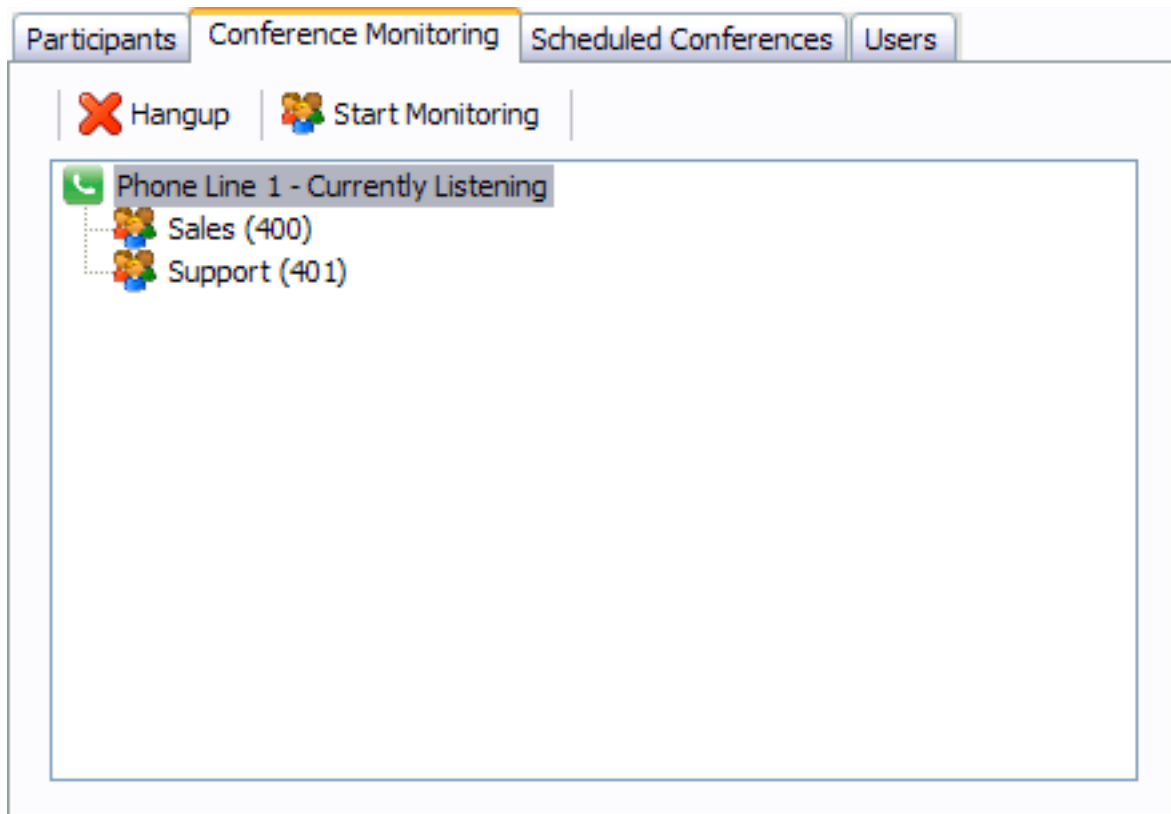 Participants Conference Monitoring Scheduled Conferences Users
Hangup Start Monitoring
Phone Line 1 - Currently Listening
Sales (400)
Support (401)